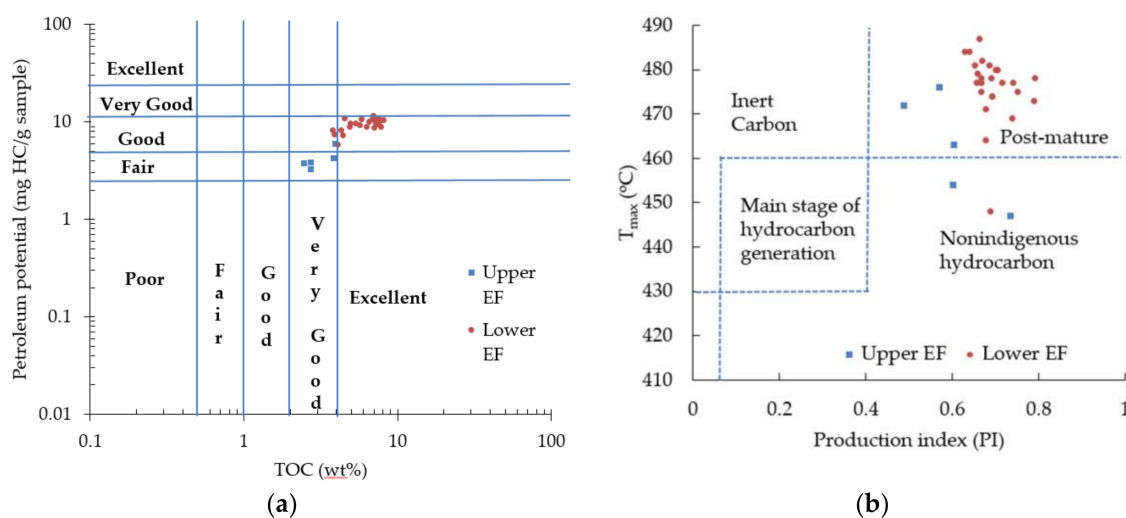 Petroleum potential (mg HC/g sample)
100
10
1
0.1
0.01
Excellent
Very Good
Good
Fair
Poor
F
a
i
r
G
o
o
d
V
e
r
y
G
o
o
d
Excellent
Upper
EF
Lower
EF
0.1
1
10
100
TOC (wt%)
(a)
Tmax (°C)
490
480
470
460
450
440
430
420
410
Inert
Carbon
Post-mature
Main stage of
hydrocarbon
generation
Nonindigenous
hydrocarbon
Upper EF
Lower EF
0
0.2
0.4
0.6
0.8
1
Production index (PI)
(b)